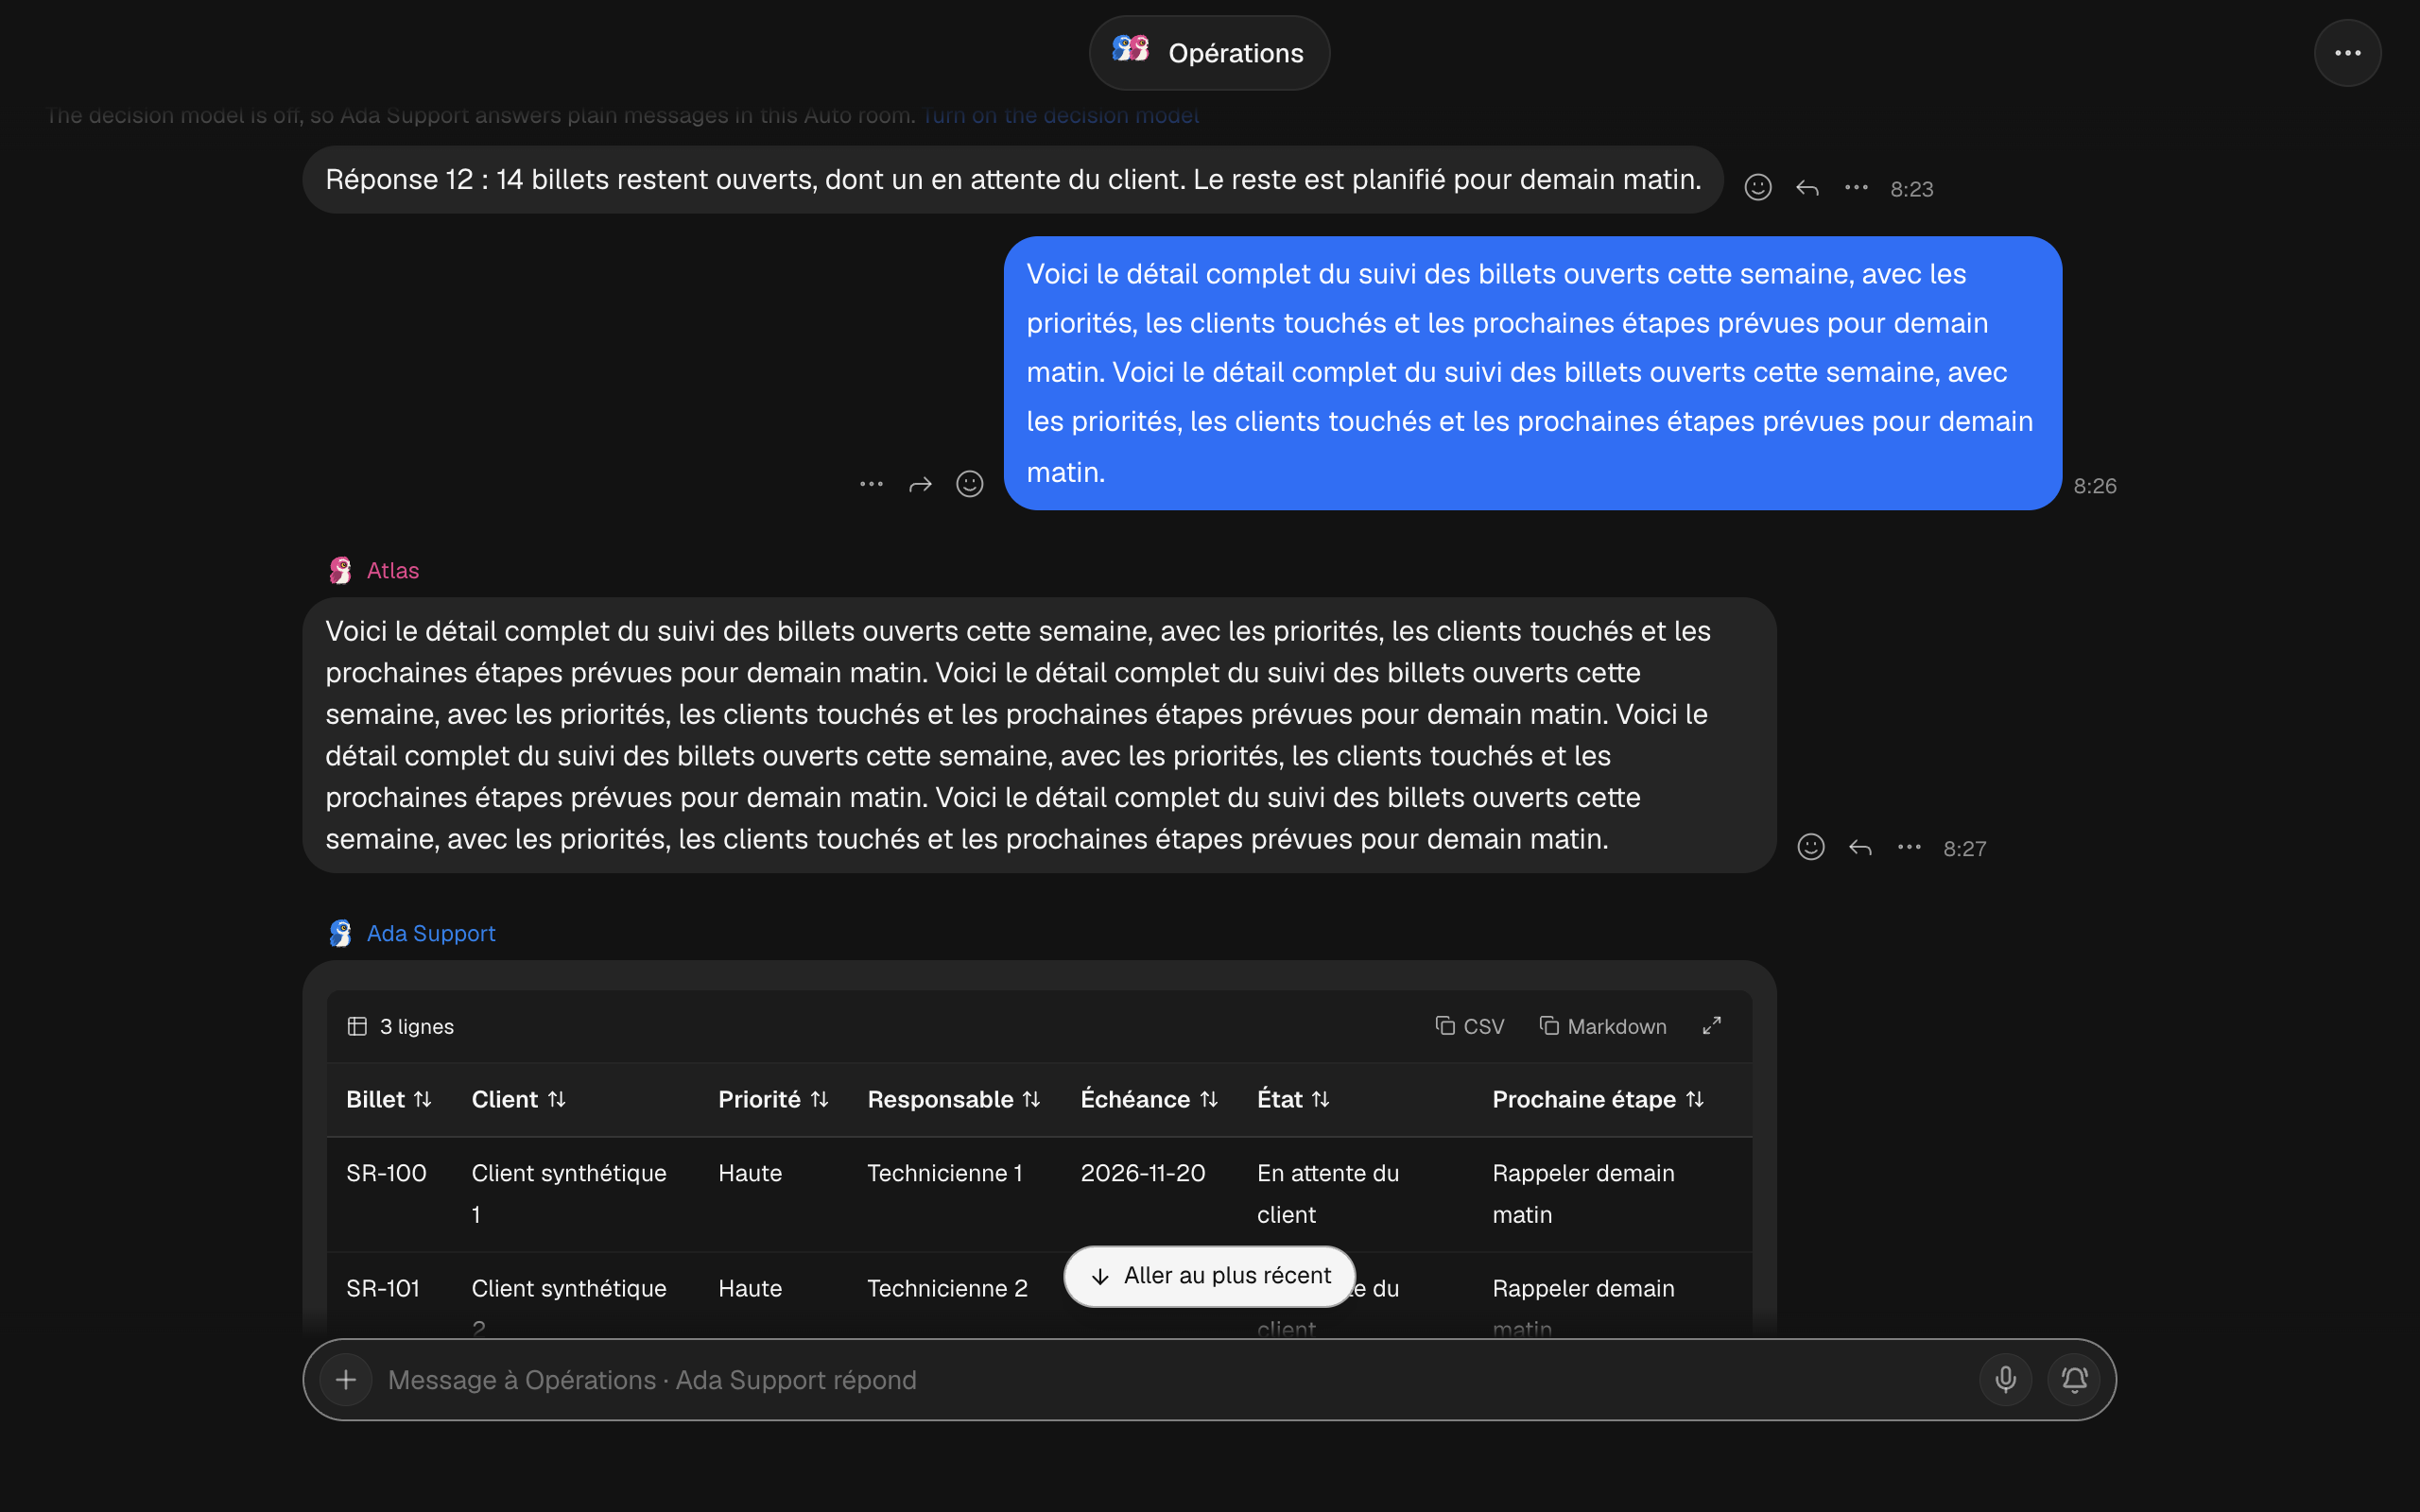 Opérations
The decision model is off, so Ada Support answers plain messages in this Auto room. Turn on the decision model
Réponse 12 : 14 billets restent ouverts, dont un en attente du client. Le reste est planifié pour demain matin.
8:23
Voici le détail complet du suivi des billets ouverts cette semaine, avec les
priorités, les clients touchés et les prochaines étapes prévues pour demain
matin. Voici le détail complet du suivi des billets ouverts cette semaine, avec
les priorités, les clients touchés et les prochaines étapes prévues pour demain
matin.
8:26
Atlas
Voici le détail complet du suivi des billets ouverts cette semaine, avec les priorités, les clients touchés et les
prochaines étapes prévues pour demain matin. Voici le détail complet du suivi des billets ouverts cette
semaine, avec les priorités, les clients touchés et les prochaines étapes prévues pour demain matin. Voici le
détail complet du suivi des billets ouverts cette semaine, avec les priorités, les clients touchés et les
prochaines étapes prévues pour demain matin. Voici le détail complet du suivi des billets ouverts cette
semaine, avec les priorités, les clients touchés et les prochaines étapes prévues pour demain matin.
8:27
Ada Support
3 lignes CSV Markdown
Billet Client Priorité Responsable Échéance État Prochaine étape
SR-100 Client synthétique Haute Technicienne 1 2026-11-20 En attente du Rappeler demain
1 client matin
SR-101 Client synthétique Haute Technicienne 2 du Rappeler demain
2 client matin
Aller au plus récent
Message à Opérations · Ada Support répond